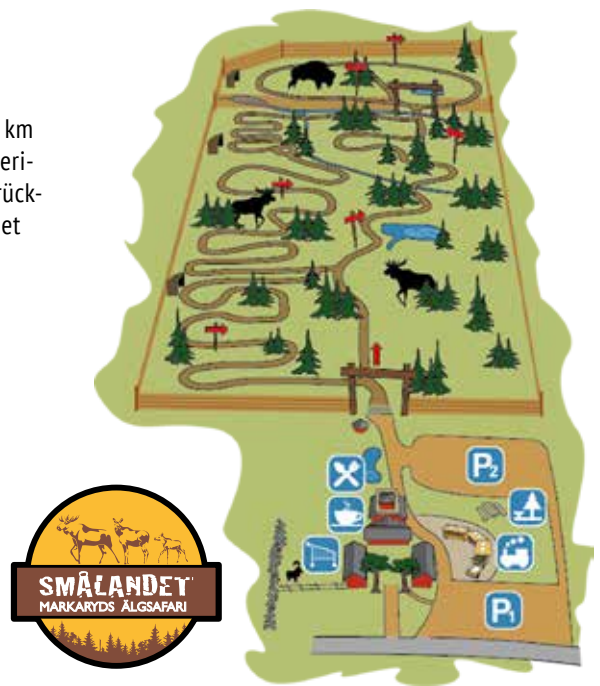 km
eri-
rück-
et
P2
P1
SMÅLANDET
MARKARYDS ÄLGSAFARI